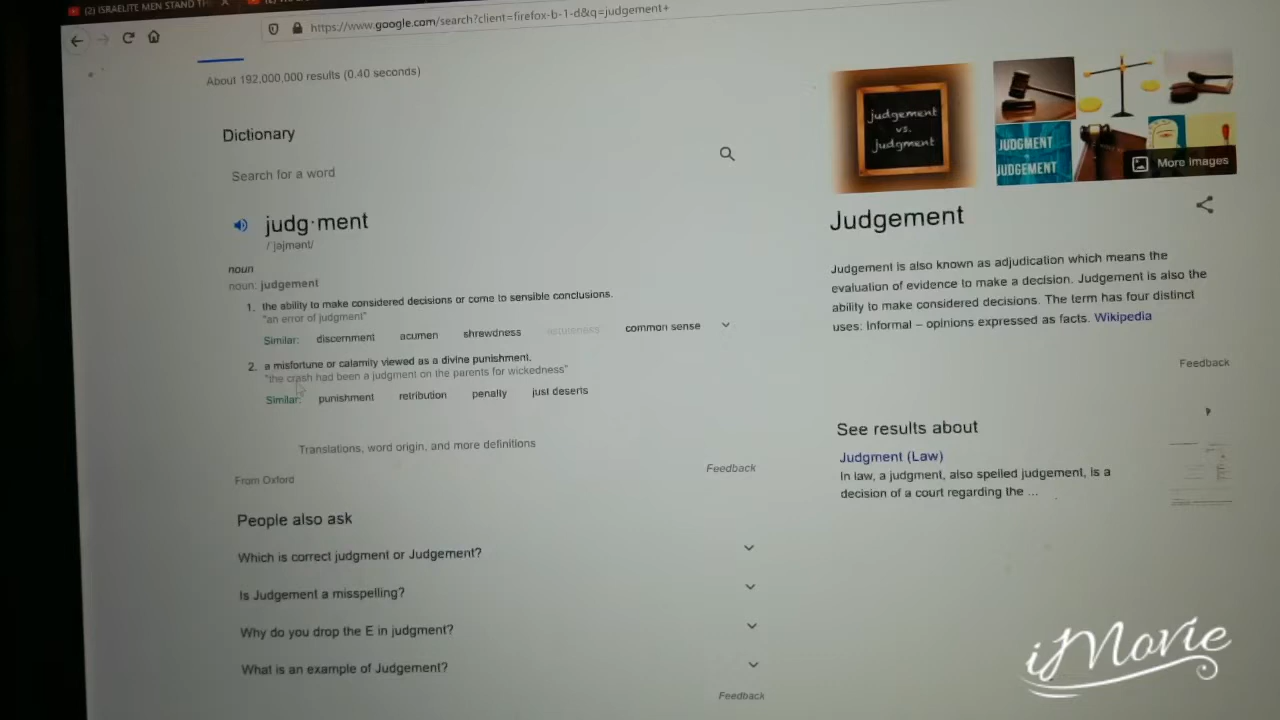 (2) ISRAELITE MEN STAND
https://www.google.com/search?client=firefox-b-1-d&q=judgement+
About 192,000,000 results (0.40 seconds)
Dictionary
Search for a word
judg·ment
/ˈjəjmənt/
noun
noun: judgement
1. the ability to make considered decisions or come to sensible conclusions.
"an error of judgment"
Similar: discernment acumen shrewdness astuteness common sense
2. a misfortune or calamity viewed as a divine punishment.
"the crash had been a judgment on the parents for wickedness"
Similar: punishment retribution penalty just deserts
Translations, word origin, and more definitions
From Oxford
Feedback
People also ask
Which is correct judgment or Judgement?
Is Judgement a misspelling?
Why do you drop the E in judgment?
What is an example of Judgement?
Feedback
judgement
vs.
judgment
JUDGMENT
JUDGEMENT
More Images
Judgement
Judgement is also known as adjudication which means the
evaluation of evidence to make a decision. Judgement is also the
ability to make considered decisions. The term has four distinct
uses: Informal – opinions expressed as facts. Wikipedia
Feedback
See results about
Judgment (Law)
In law, a judgment, also spelled judgement, is a
decision of a court regarding the ...
iMovie